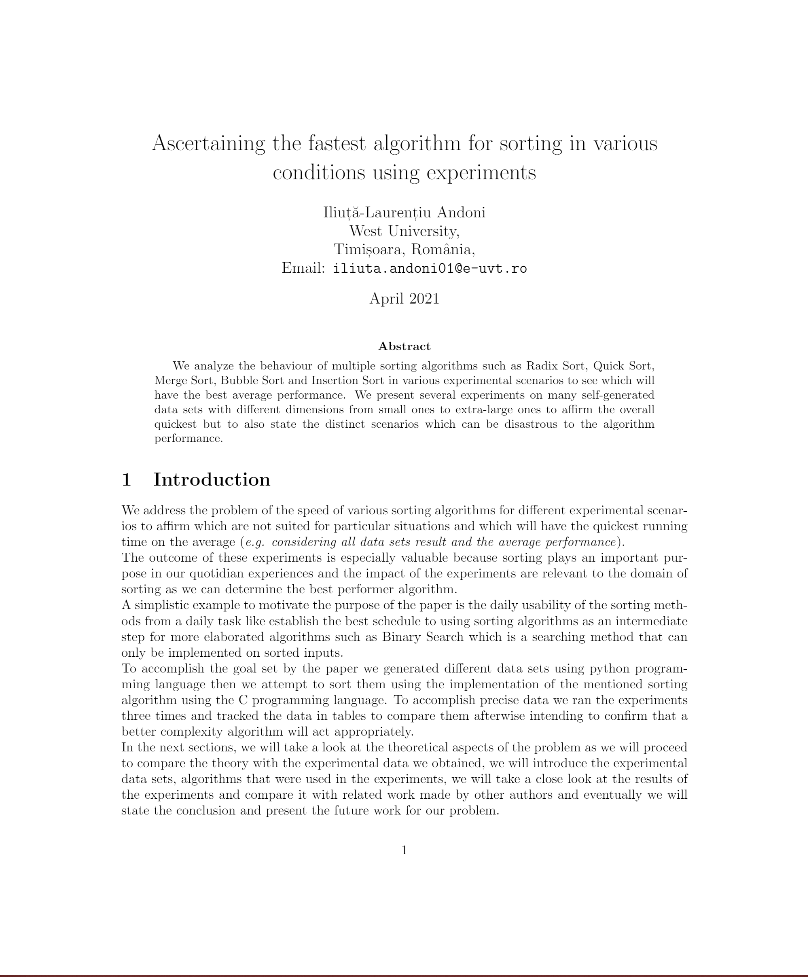 Ascertaining the fastest algorithm for sorting in various
conditions using experiments
Iliuță-Laurențiu Andoni
West University,
Timișoara, România,
Email: iliuta.andoni01@e-uvt.ro
April 2021
Abstract
We analyze the behaviour of multiple sorting algorithms such as Radix Sort, Quick Sort,
Merge Sort, Bubble Sort and Insertion Sort in various experimental scenarios to see which will
have the best average performance. We present several experiments on many self-generated
data sets with different dimensions from small ones to extra-large ones to affirm the overall
quickest but to also state the distinct scenarios which can be disastrous to the algorithm
performance.
1 Introduction
We address the problem of the speed of various sorting algorithms for different experimental scenar-
ios to affirm which are not suited for particular situations and which will have the quickest running
time on the average (e.g. considering all data sets result and the average performance).
The outcome of these experiments is especially valuable because sorting plays an important pur-
pose in our quotidian experiences and the impact of the experiments are relevant to the domain of
sorting as we can determine the best performer algorithm.
A simplistic example to motivate the purpose of the paper is the daily usability of the sorting meth-
ods from a daily task like establish the best schedule to using sorting algorithms as an intermediate
step for more elaborated algorithms such as Binary Search which is a searching method that can
only be implemented on sorted inputs.
To accomplish the goal set by the paper we generated different data sets using python program-
ming language then we attempt to sort them using the implementation of the mentioned sorting
algorithm using the C programming language. To accomplish precise data we ran the experiments
three times and tracked the data in tables to compare them afterwise intending to confirm that a
better complexity algorithm will act appropriately.
In the next sections, we will take a look at the theoretical aspects of the problem as we will proceed
to compare the theory with the experimental data we obtained, we will introduce the experimental
data sets, algorithms that were used in the experiments, we will take a close look at the results of
the experiments and compare it with related work made by other authors and eventually we will
state the conclusion and present the future work for our problem.
1